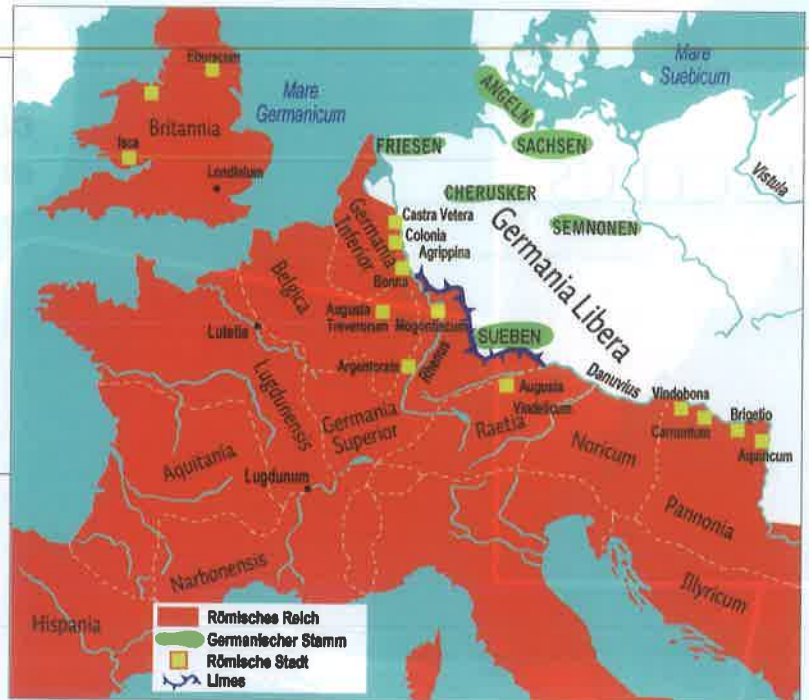 Eburacum
Mare
Germanicum
Mare
Suebicum
Britannia
Isca
Londinium
ANGELN
FRIESEN
SACHSEN
CHERUSKER
SEMNONEN
Vistula
Germania
Inferior
Castra Vetera
Colonia
Agrippina
Bonna
Germania Libera
Belgica
Augusta
Treverorum
Mogontiacum
SUEBEN
Lutetia
Argentorate
Rhenus
Lugdunensis
Germania
Superior
Augusta
Vindelicum
Raetia
Danuvius
Vindobona
Carnuntum
Brigetio
Aquincum
Noricum
Pannonia
Aquitania
Lugdunum
Narbonensis
Illyricum
Hispania
Römisches Reich
Germanischer Stamm
Römische Stadt
Limes